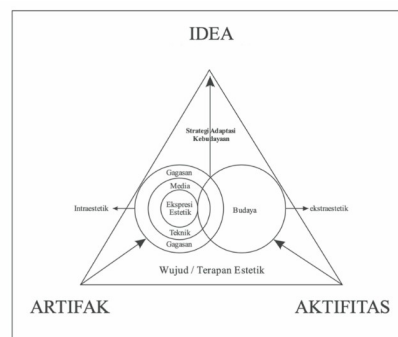 IDEA
Strategi Adaptasi
Kebudayaan
Gagasan
Media
Intraestetik
Ekspresi
Estetik
Budaya
ekstraestetik
Teknik
Gagasan
Wujud / Terapan Estetik
ARTIFAK
AKTIFITAS